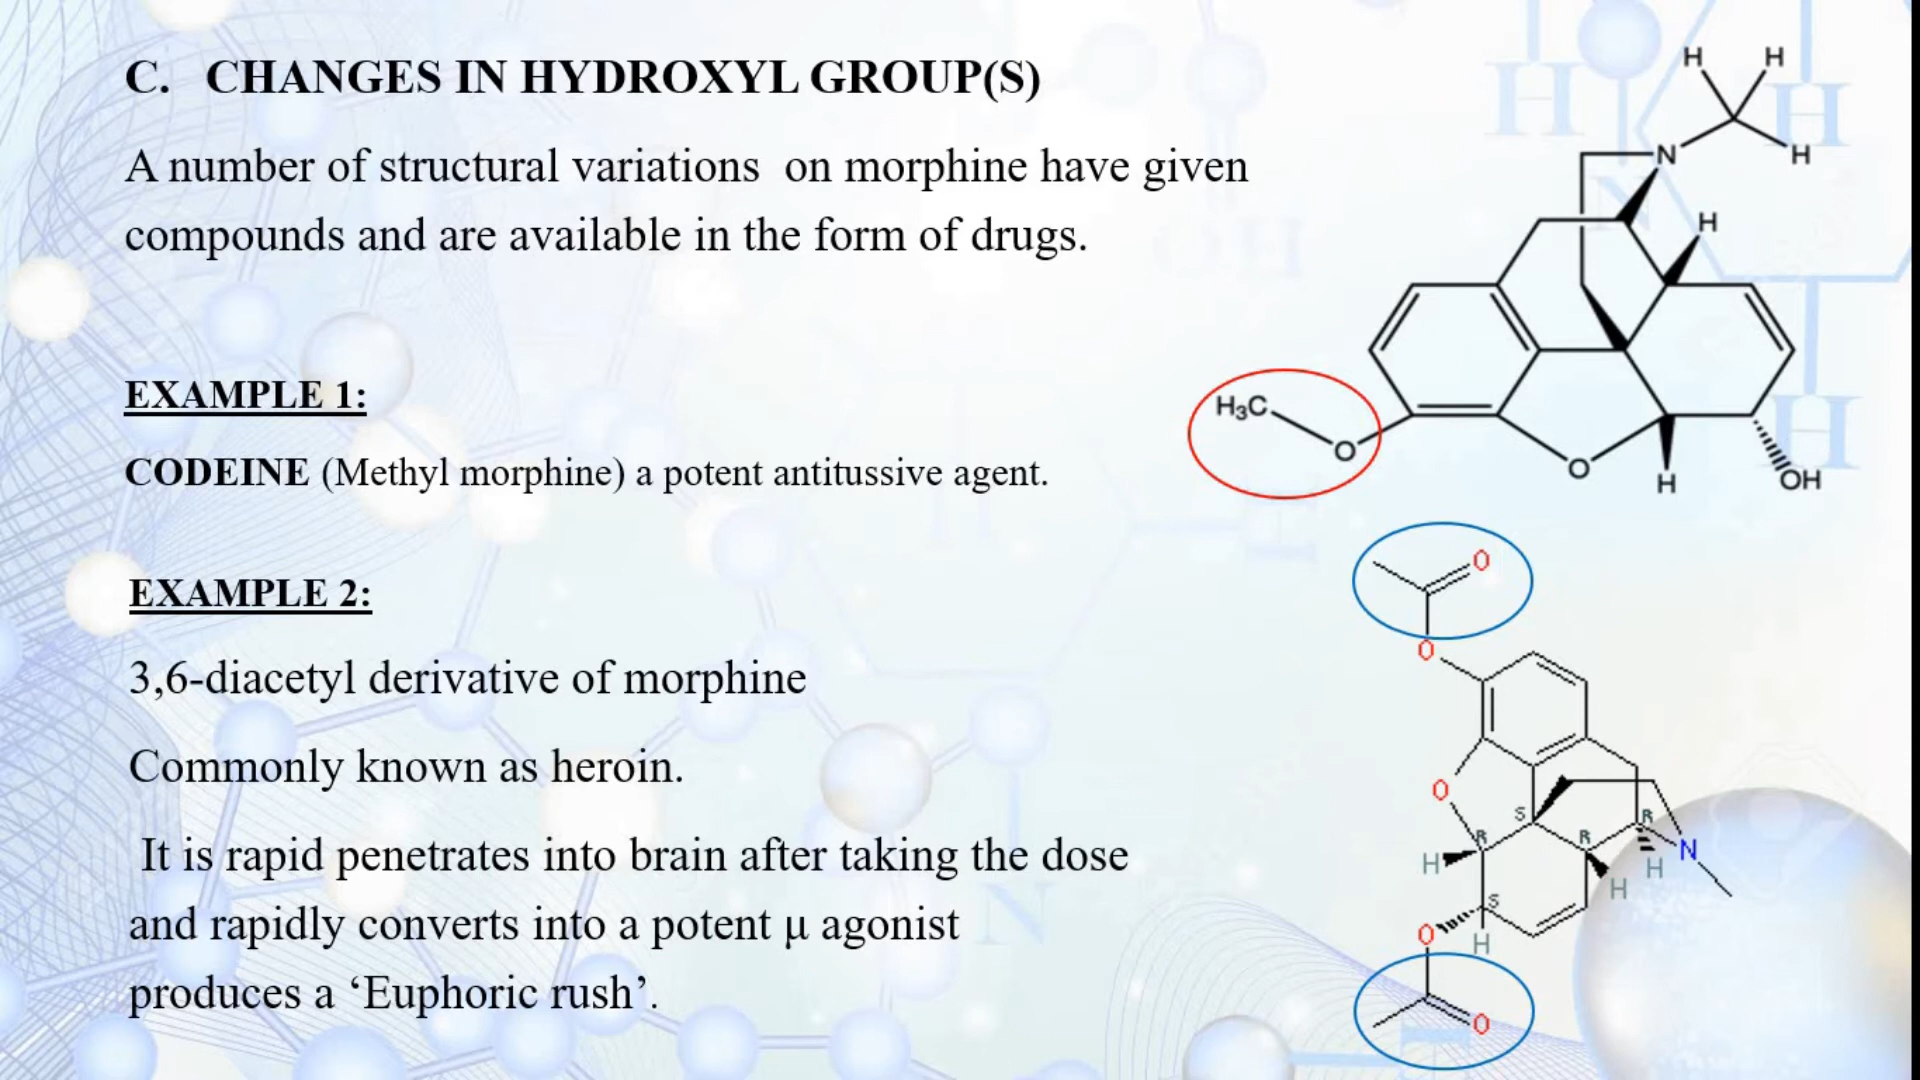 C. CHANGES IN HYDROXYL GROUP(S)
A number of structural variations on morphine have given
compounds and are available in the form of drugs.
EXAMPLE 1:
CODEINE (Methyl morphine) a potent antitussive agent.
EXAMPLE 2:
3,6-diacetyl derivative of morphine
Commonly known as heroin.
It is rapid penetrates into brain after taking the dose
and rapidly converts into a potent μ agonist
produces a ‘Euphoric rush’.
H H
N H
H
H₃C
O
O
H
OH
O
O
O
S R
R R N
H H
H
S
O
H
O